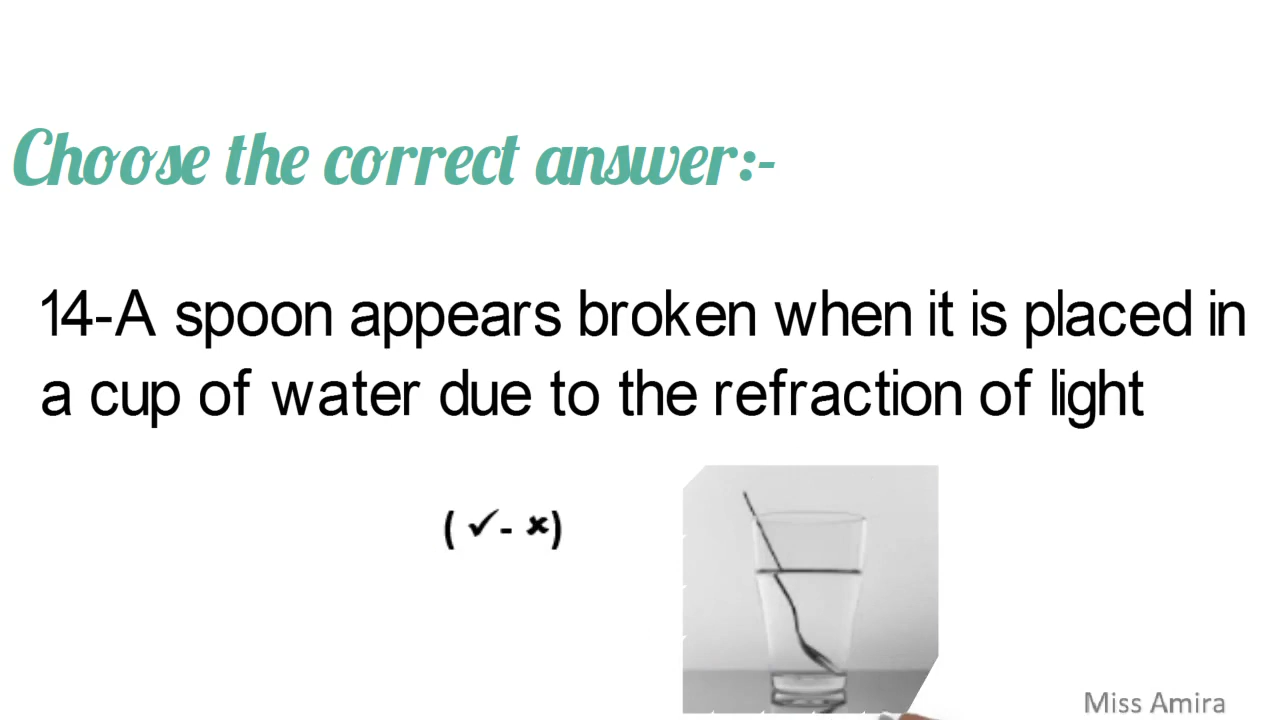 Choose the correct answer:-
14-A spoon appears broken when it is placed in
a cup of water due to the refraction of light
( ✓- ✗)
Miss Amira